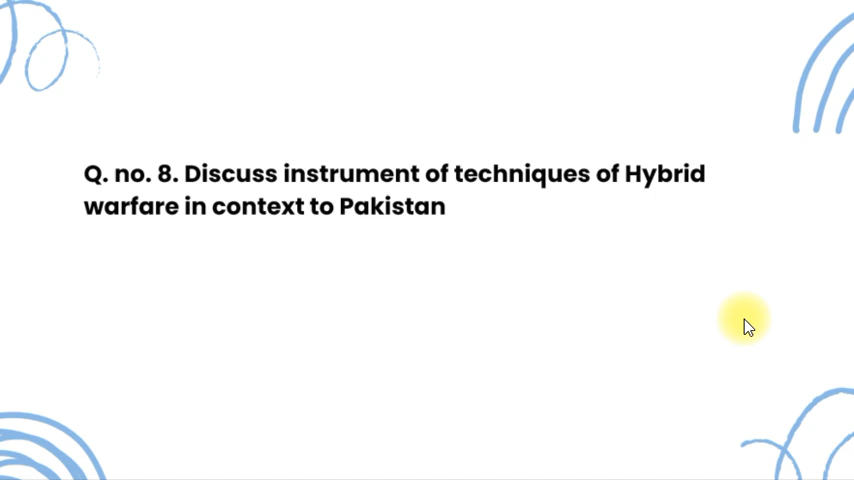 Q. no. 8. Discuss instrument of techniques of Hybrid
warfare in context to Pakistan